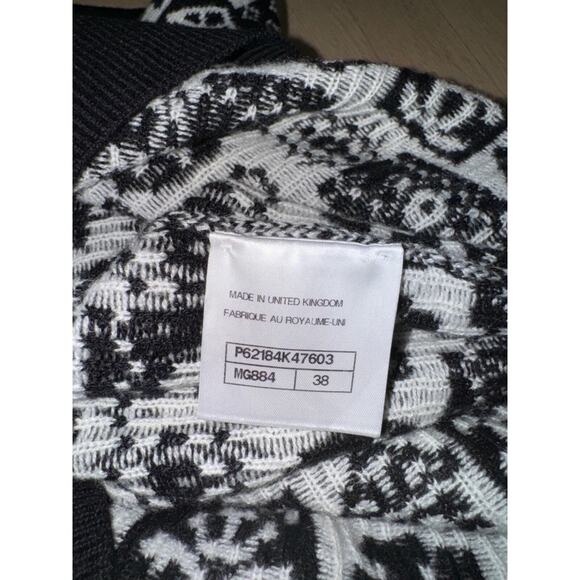 MADE IN UNITED KINGDOM
FABRIQUE AU ROYAUME-UNI
P62184K47603
MG884 38